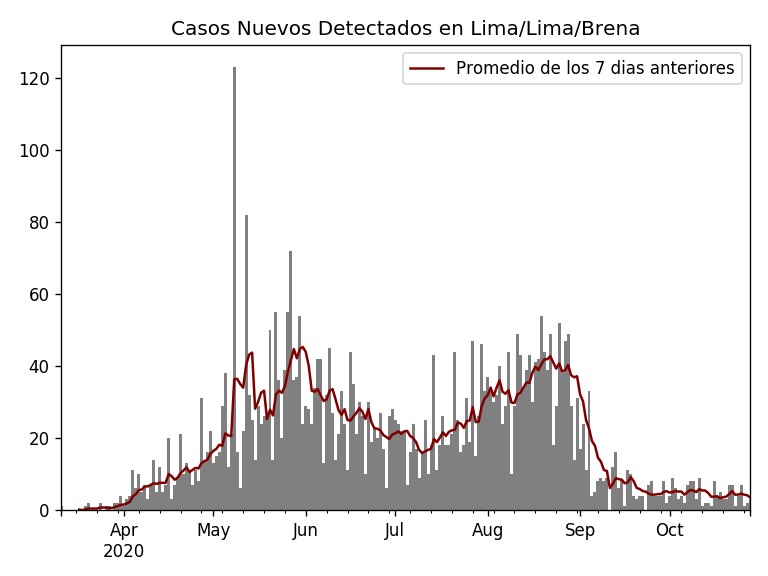 Casos Nuevos Detectados en Lima/Lima/Brena
Promedio de los 7 dias anteriores
120
100
80
60
40
20
0
Apr May Jun Jul Aug Sep Oct
2020